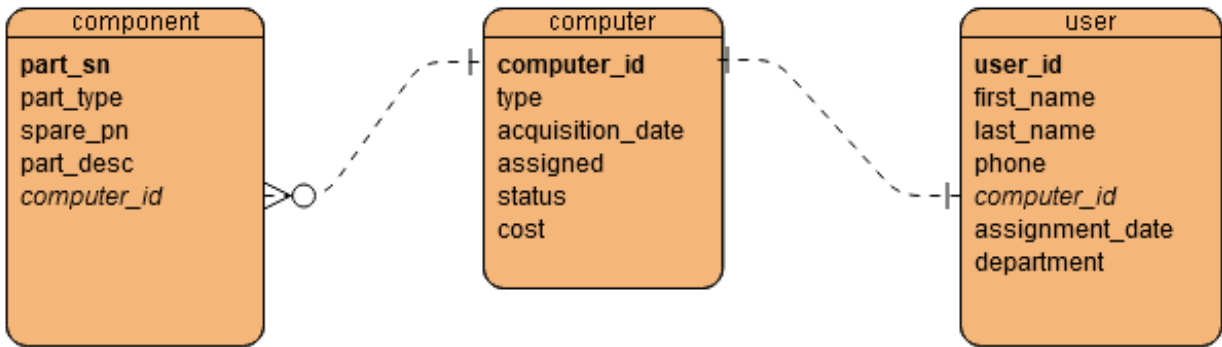 component
part_sn
part_type
spare_pn
part_desc
computer_id
computer
computer_id
type
acquisition_date
assigned
status
cost
user
user_id
first_name
last_name
phone
computer_id
assignment_date
department